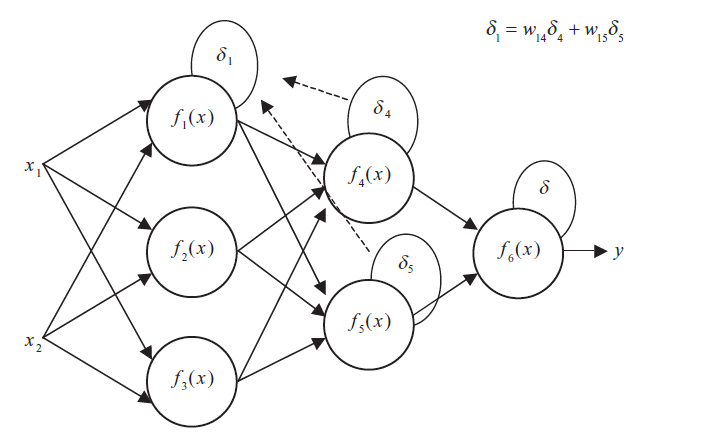 δ₁ = w₁₄δ₄ + w₁₅δ₅
δ₁
f₁(x)
δ₄
x₁
f₄(x)
δ
f₂(x)
f₆(x)
y
δ₅
f₅(x)
x₂
f₃(x)